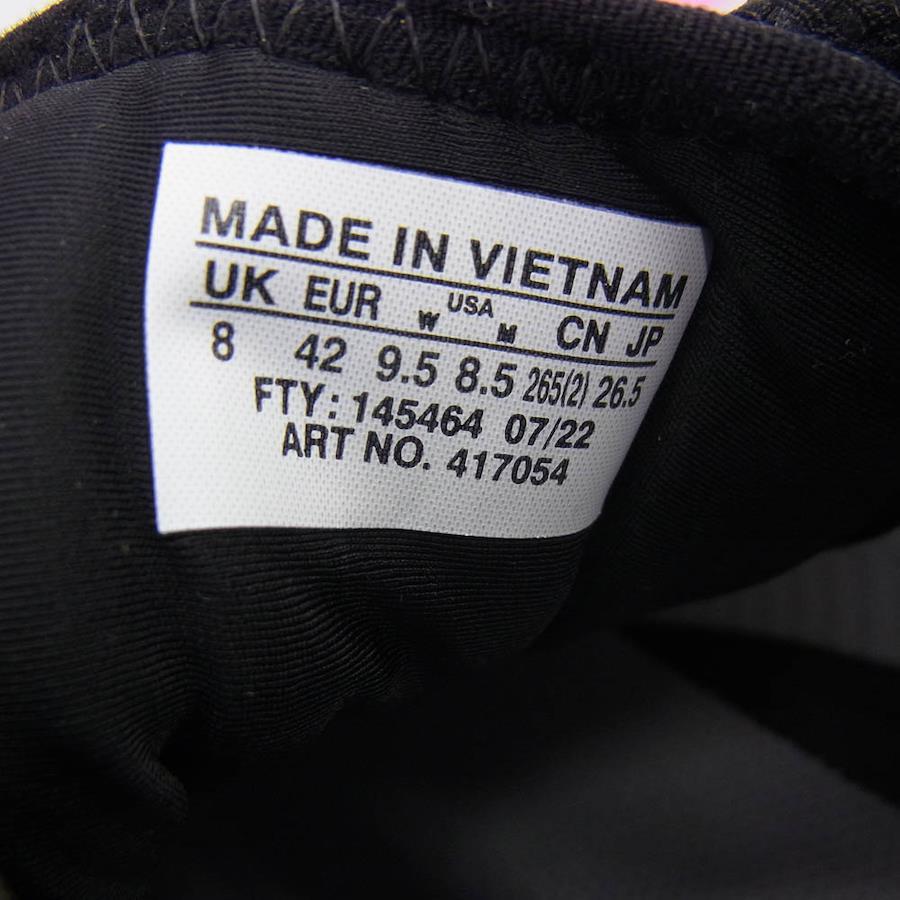 MADE IN VIETNAM
UK EUR W USA M CN JP
8 42 9.5 8.5 265(2) 26.5
FTY: 145464 07/22
ART NO. 417054